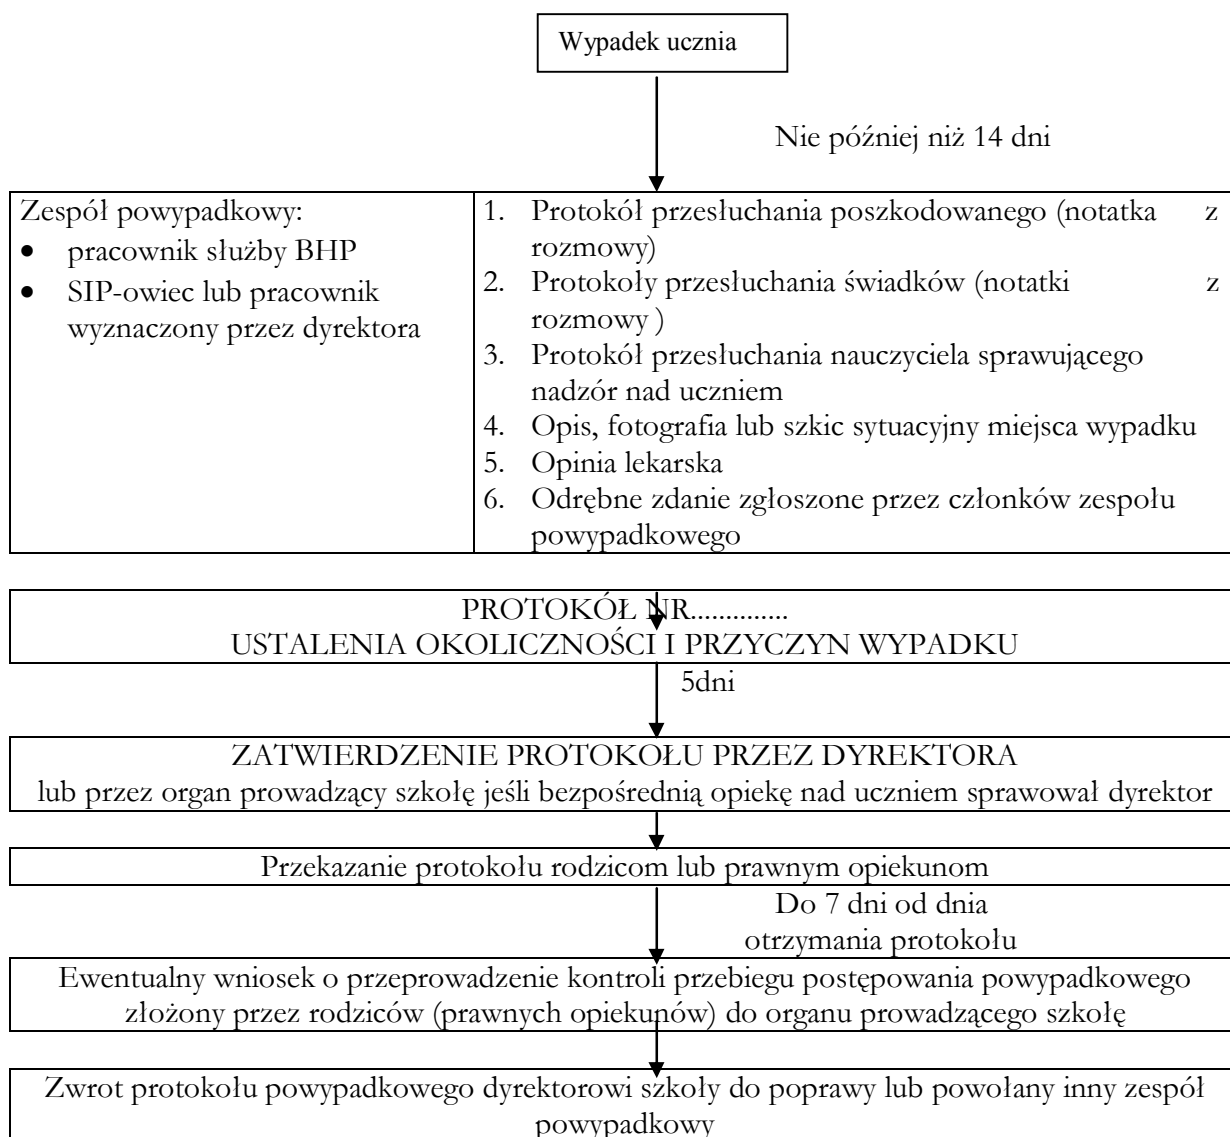 Wypadek ucznia
Nie później niż 14 dni
Zespół powypadkowy:
• pracownik służby BHP
• SIP-owiec lub pracownik
wyznaczony przez dyrektora
1. Protokół przesłuchania poszkodowanego (notatka z
rozmowy)
2. Protokoły przesłuchania świadków (notatki z
rozmowy )
3. Protokół przesłuchania nauczyciela sprawującego
nadzór nad uczniem
4. Opis, fotografia lub szkic sytuacyjny miejsca wypadku
5. Opinia lekarska
6. Odrębne zdanie zgłoszone przez członków zespołu
powypadkowego
PROTOKÓŁ NR..............
USTALENIA OKOLICZNOŚCI I PRZYCZYN WYPADKU
5dni
ZATWIERDZENIE PROTOKOŁU PRZEZ DYREKTORA
lub przez organ prowadzący szkołę jeśli bezpośrednią opiekę nad uczniem sprawował dyrektor
Przekazanie protokołu rodzicom lub prawnym opiekunom
Do 7 dni od dnia
otrzymania protokołu
Ewentualny wniosek o przeprowadzenie kontroli przebiegu postępowania powypadkowego
złożony przez rodziców (prawnych opiekunów) do organu prowadzącego szkołę
Zwrot protokołu powypadkowego dyrektorowi szkoły do poprawy lub powołany inny zespół
powypadkowy